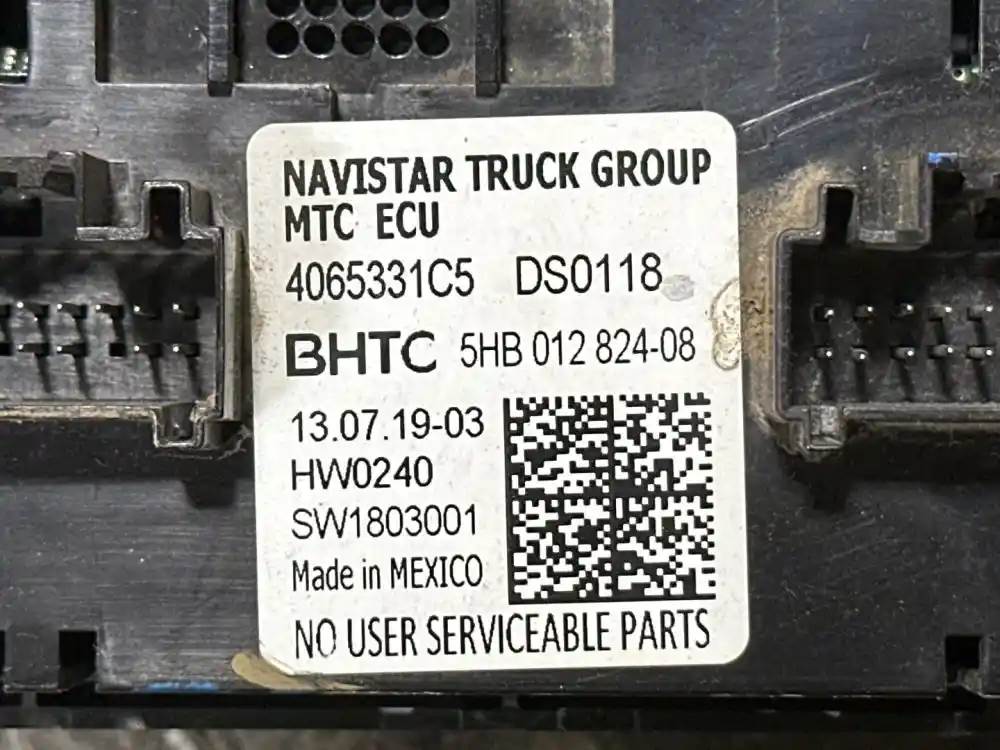 NAVISTAR TRUCK GROUP
MTC ECU
4065331C5 DS0118
BHTC 5HB 012 824-08
13.07.19-03
HW0240
SW1803001
Made in MEXICO
NO USER SERVICEABLE PARTS